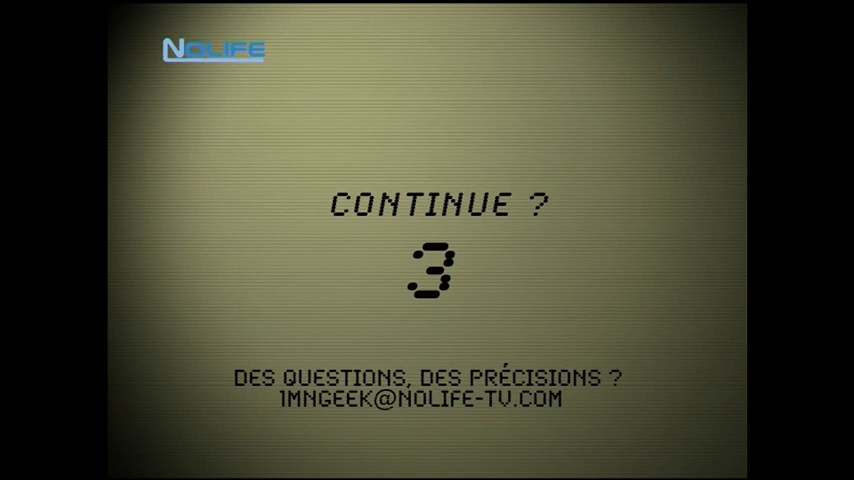 NOLIFE
CONTINUE ?
3
DES QUESTIONS, DES PRÉCISIONS ?
1MNGEEK@NOLIFE-TV.COM